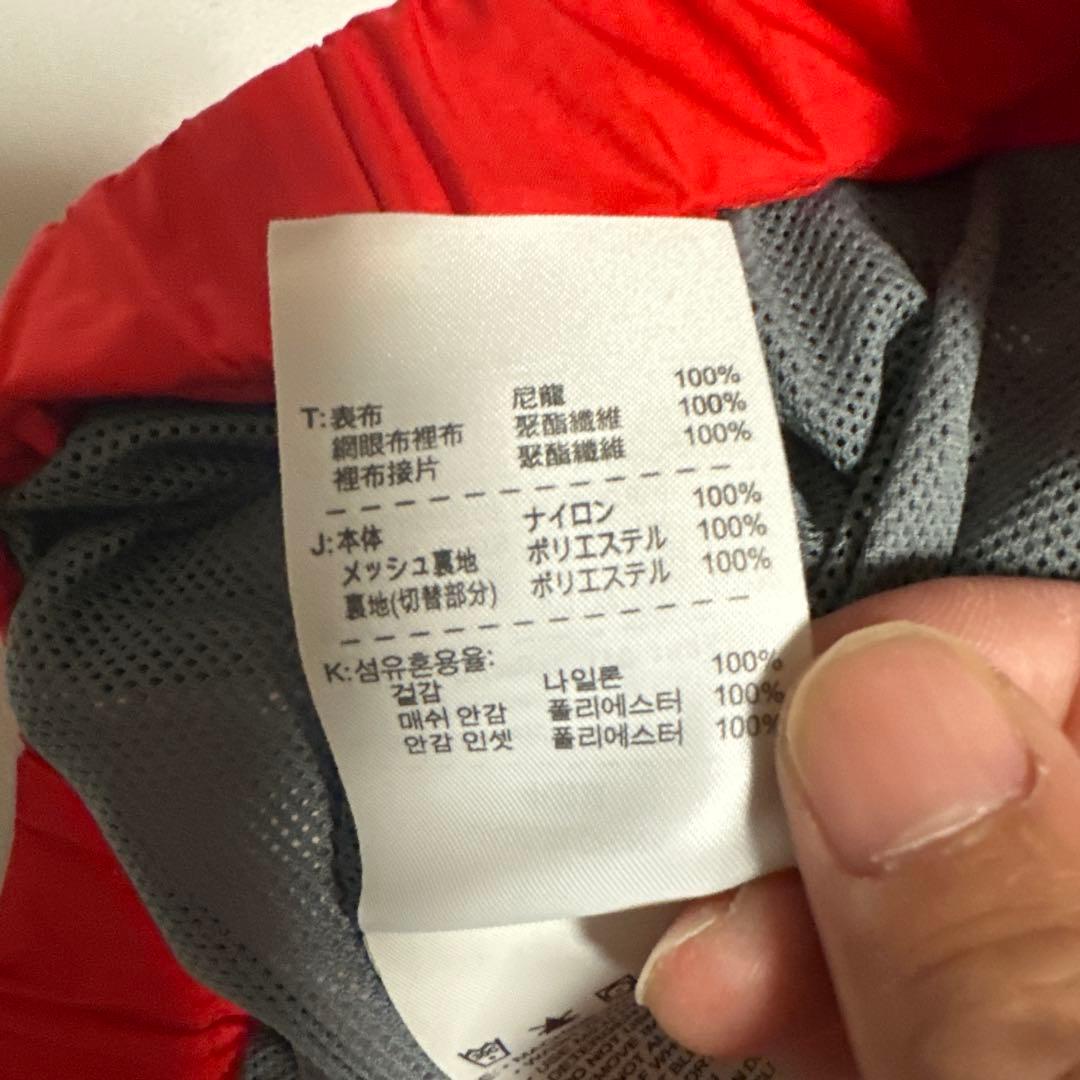 T: 表布 尼龍 100%
網眼布裡布 聚酯纖維 100%
裡布接片 聚酯纖維 100%
J: 本体 ナイロン 100%
メッシュ裏地 ポリエステル 100%
裏地(切替部分) ポリエステル 100%
K: 섬유혼용율:
겉감 나일론 100%
매쉬 안감 폴리에스터 100%
안감 인셋 폴리에스터 100%